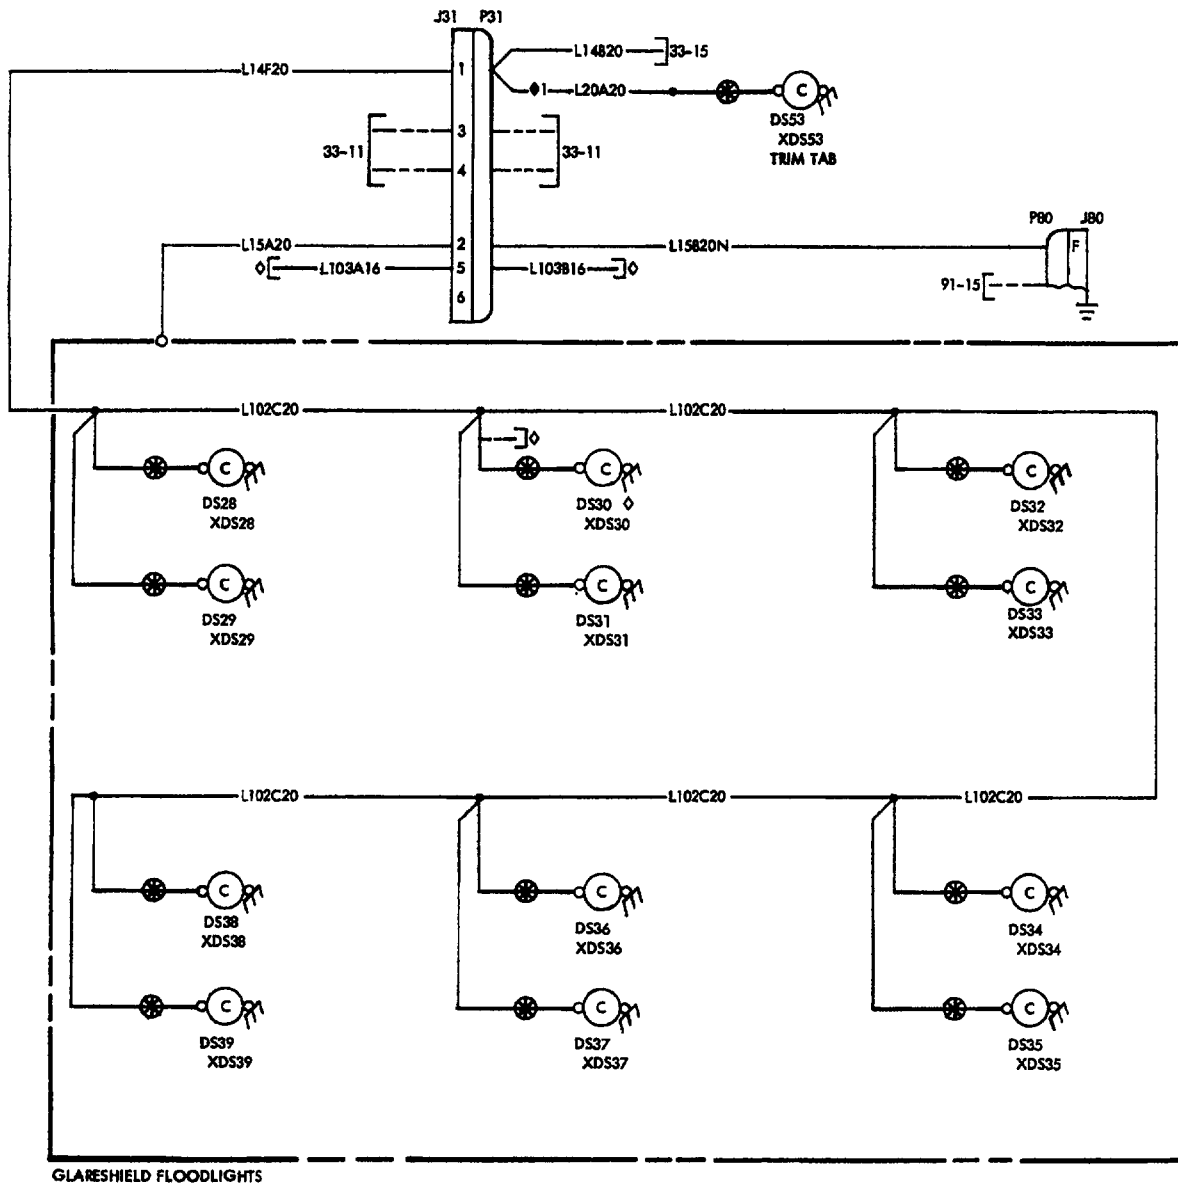 J31 P31
L14B20 33-15
L14F20 1
◆1 L20A20 C
DS53
XDS53
TRIM TAB
3
33-11 33-11
4
P80 J80
L15A20 2 L15B20N F
◇ L103A16 5 L103B16 ◇
91-15
6
L102C20 L102C20
◇
C C C
DS28 DS30 ◇ DS32
XDS28 XDS30 XDS32
C C C
DS29 DS31 DS33
XDS29 XDS31 XDS33
L102C20 L102C20 L102C20
C C C
DS38 DS36 DS34
XDS38 XDS36 XDS34
C C C
DS39 DS37 DS35
XDS39 XDS37 XDS35
GLARESHIELD FLOODLIGHTS